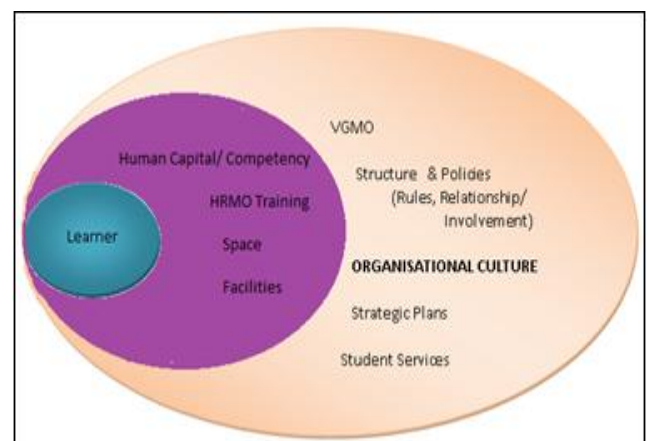 VGMO
Human Capital/ Competency
Structure & Policies
(Rules, Relationship/
Involvement)
HRMO Training
Learner
Space
ORGANISATIONAL CULTURE
Facilities
Strategic Plans
Student Services